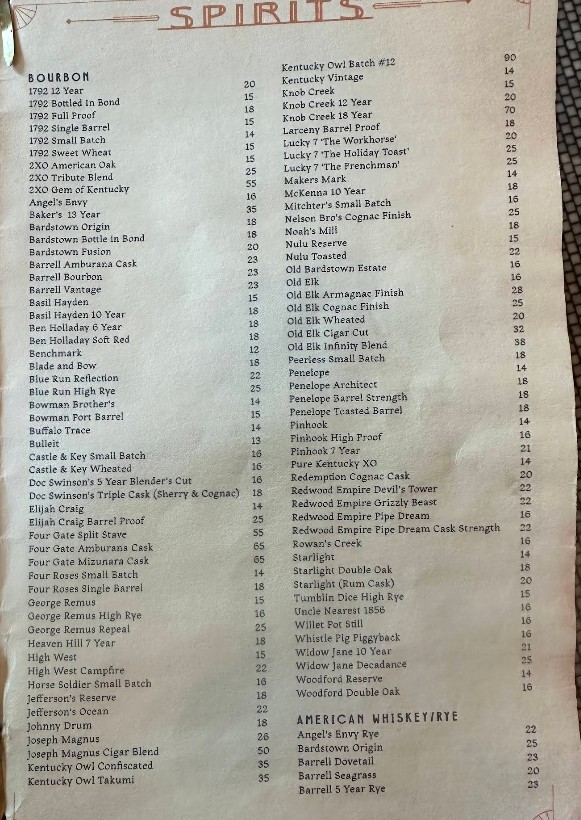 SPIRITS
BOURBON
1792 12 Year 20
1792 Bottled in Bond 15
1792 Full Proof 18
1792 Single Barrel 15
1792 Small Batch 14
1792 Sweet Wheat 15
2XO American Oak 15
2XO Tribute Blend 25
2XO Gem of Kentucky 55
Angel's Envy 16
Baker's 13 Year 35
Bardstown Origin 18
Bardstown Bottle in Bond 18
Bardstown Fusion 20
Barrell Amburana Cask 23
Barrell Bourbon 23
Barrell Vantage 23
Basil Hayden 15
Basil Hayden 10 Year 18
Ben Holladay 6 Year 18
Ben Holladay Soft Red 18
Benchmark 12
Blade and Bow 18
Blue Run Reflection 22
Blue Run High Rye 25
Bowman Brother's 14
Bowman Port Barrel 15
Buffalo Trace 14
Bulleit 13
Castle & Key Small Batch 16
Castle & Key Wheated 16
Doc Swinson's 5 Year Blender's Cut 16
Doc Swinson's Triple Cask (Sherry & Cognac) 18
Elijah Craig 14
Elijah Craig Barrel Proof 25
Four Gate Split Stave 55
Four Gate Amburana Cask 65
Four Gate Mizunara Cask 65
Four Roses Small Batch 14
Four Roses Single Barrel 18
George Remus 15
George Remus High Rye 16
George Remus Repeal 25
Heaven Hill 7 Year 18
High West 15
High West Campfire 22
Horse Soldier Small Batch 16
Jefferson's Reserve 18
Jefferson's Ocean 22
Johnny Drum 18
Joseph Magnus 26
Joseph Magnus Cigar Blend 50
Kentucky Owl Confiscated 35
Kentucky Owl Takumi 35
Kentucky Owl Batch #12 90
Kentucky Vintage 14
Knob Creek 15
Knob Creek 12 Year 20
Knob Creek 18 Year 70
Larceny Barrel Proof 18
Lucky 7 'The Workhorse' 20
Lucky 7 'The Holiday Toast' 25
Lucky 7 'The Frenchman' 25
Makers Mark 14
McKenna 10 Year 18
Mitchter's Small Batch 16
Nelson Bro's Cognac Finish 25
Noah's Mill 18
Nulu Reserve 15
Nulu Toasted 22
Old Bardstown Estate 16
Old Elk 16
Old Elk Armagnac Finish 28
Old Elk Cognac Finish 25
Old Elk Wheated 20
Old Elk Cigar Cut 32
Old Elk Infinity Blend 38
Peerless Small Batch 18
Penelope 14
Penelope Architect 18
Penelope Barrel Strength 18
Penelope Toasted Barrel 18
Pinhook 14
Pinhook High Proof 16
Pinhook 7 Year 21
Pure Kentucky XO 14
Redemption Cognac Cask 20
Redwood Empire Devil's Tower 22
Redwood Empire Grizzly Beast 22
Redwood Empire Pipe Dream 16
Redwood Empire Pipe Dream Cask Strength 22
Rowan's Creek 16
Starlight 14
Starlight Double Oak 18
Starlight (Rum Cask) 20
Tumblin Dice High Rye 15
Uncle Nearest 1856 16
Willet Pot Still 16
Whistle Pig Piggyback 16
Widow Jane 10 Year 21
Widow Jane Decadance 25
Woodford Reserve 14
Woodford Double Oak 16
AMERICAN WHISKEY/RYE
Angel's Envy Rye 22
Bardstown Origin 25
Barrell Dovetail 23
Barrell Seagrass 20
Barrell 5 Year Rye 23